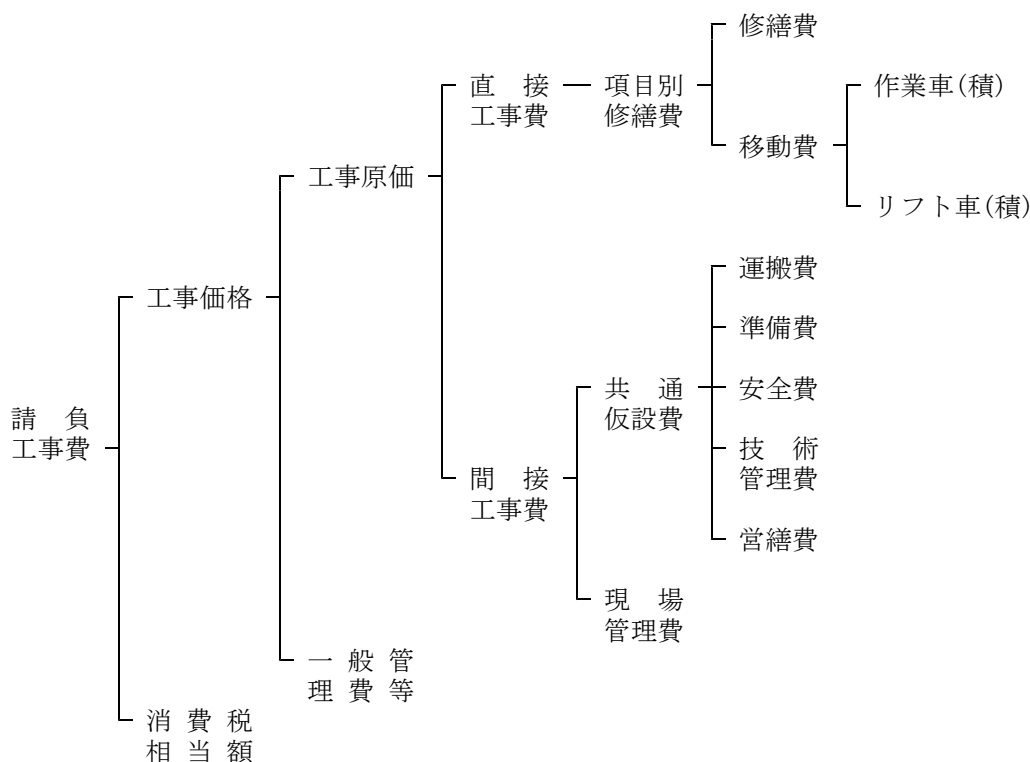 修繕費
直　接
工事費
項目別
修繕費
作業車(積)
移動費
工事原価
リフト車(積)
運搬費
工事価格
準備費
共　通
仮設費
安全費
請　負
工事費
技　術
管理費
間　接
工事費
営繕費
現　場
管理費
一 般 管
理 費 等
消 費 税
相 当 額